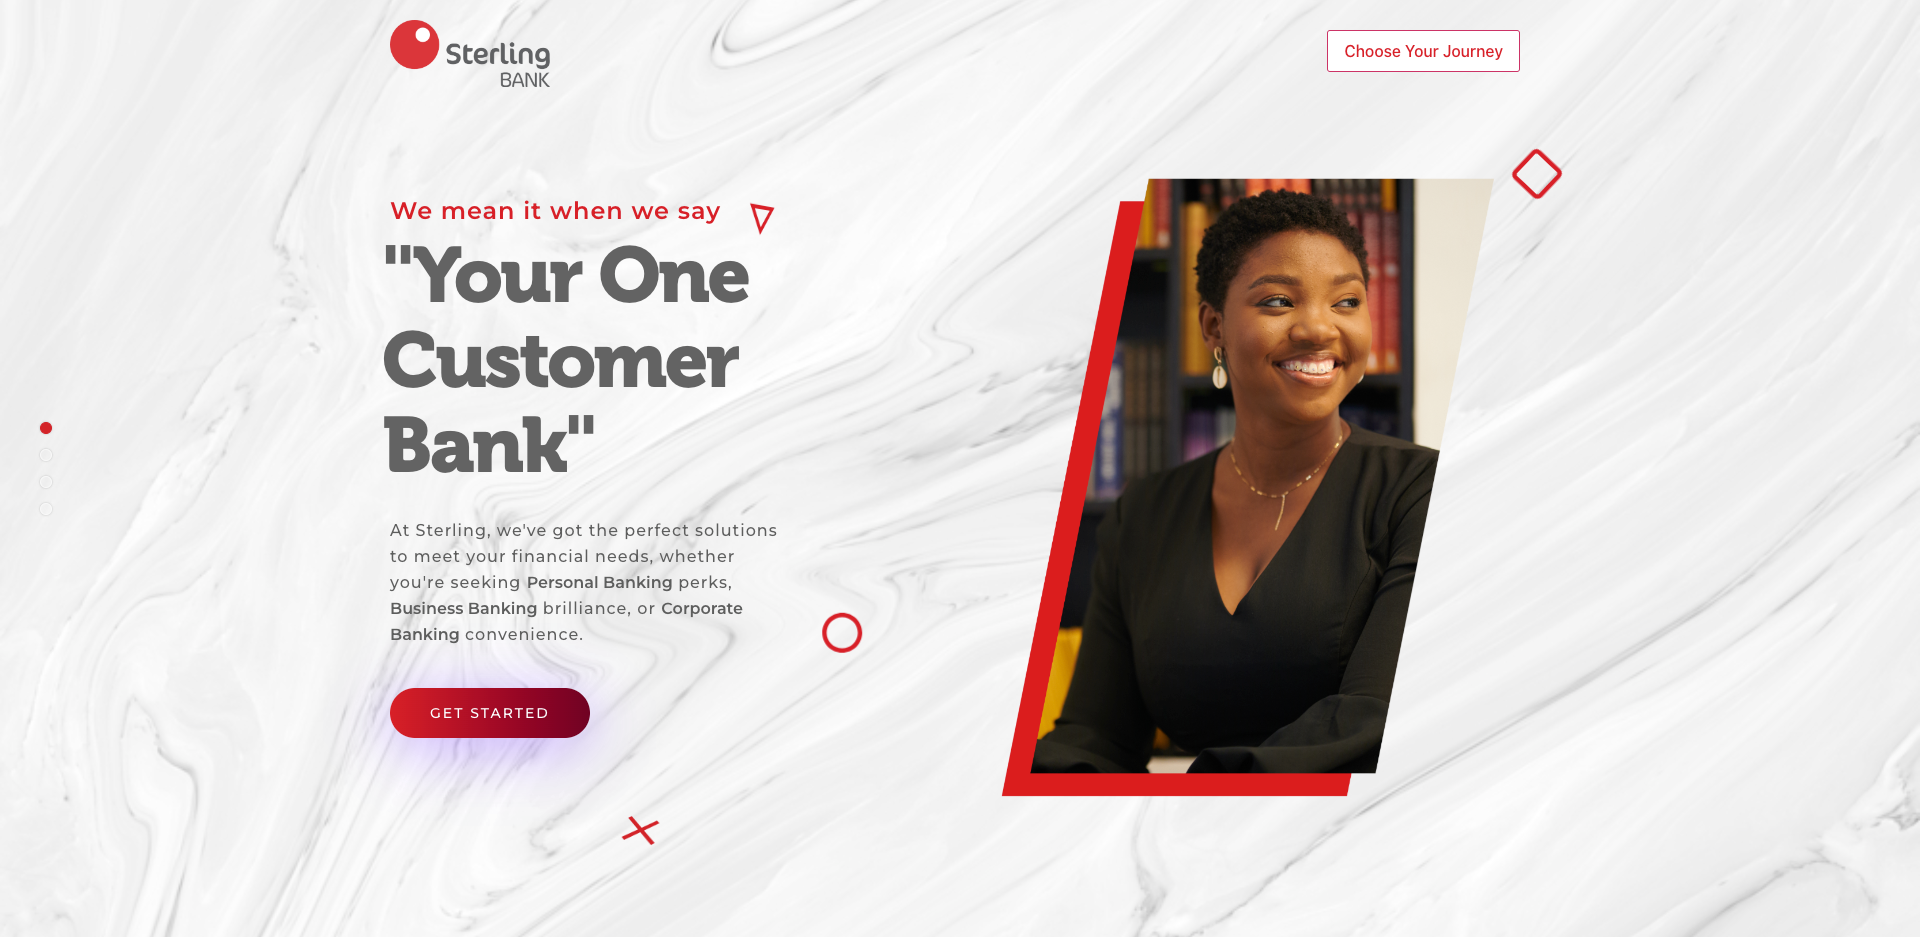 Sterling
BANK
Choose Your Journey
We mean it when we say
"Your One
Customer
Bank"
At Sterling, we've got the perfect solutions
to meet your financial needs, whether
you're seeking Personal Banking perks,
Business Banking brilliance, or Corporate
Banking convenience.
GET STARTED